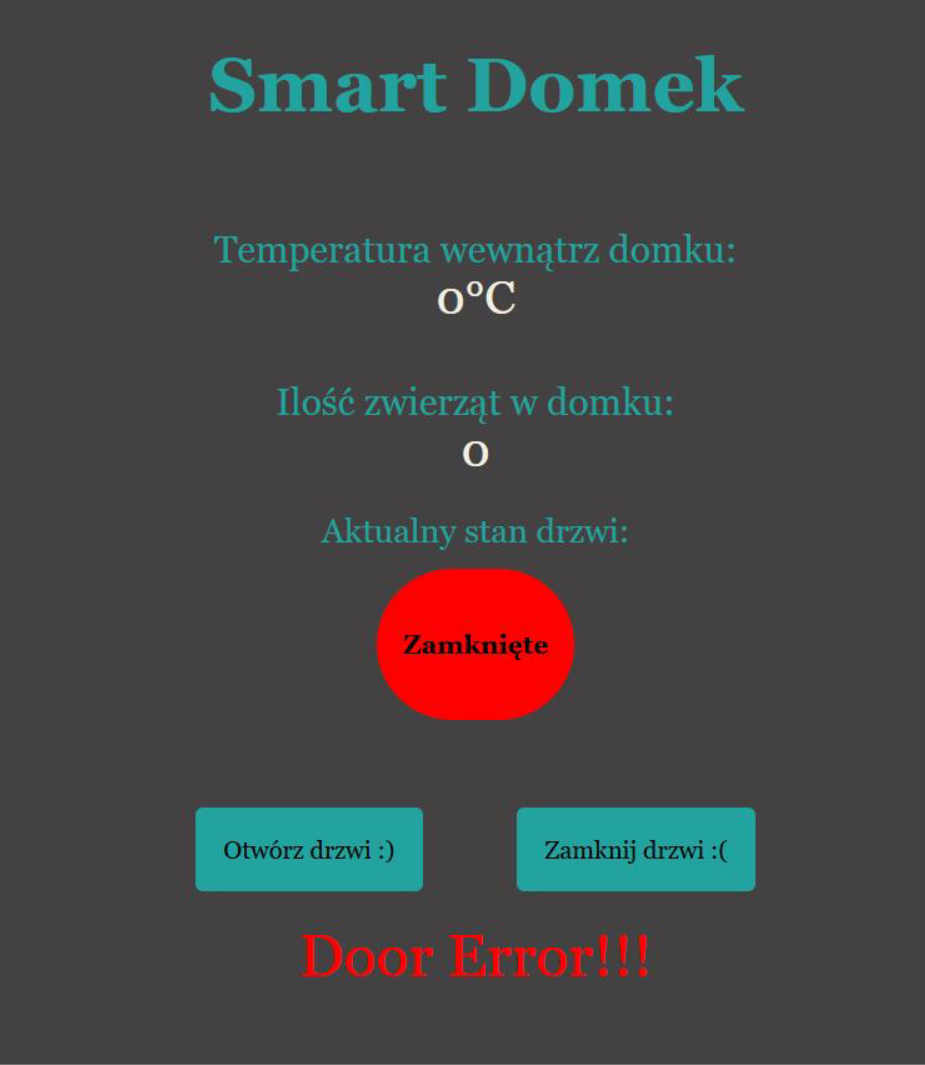 Smart Domek
Temperatura wewnątrz domku:
0°C
Ilość zwierząt w domku:
0
Aktualny stan drzwi:
Zamknięte
Otwórz drzwi :)
Zamknij drzwi :(
Door Error!!!